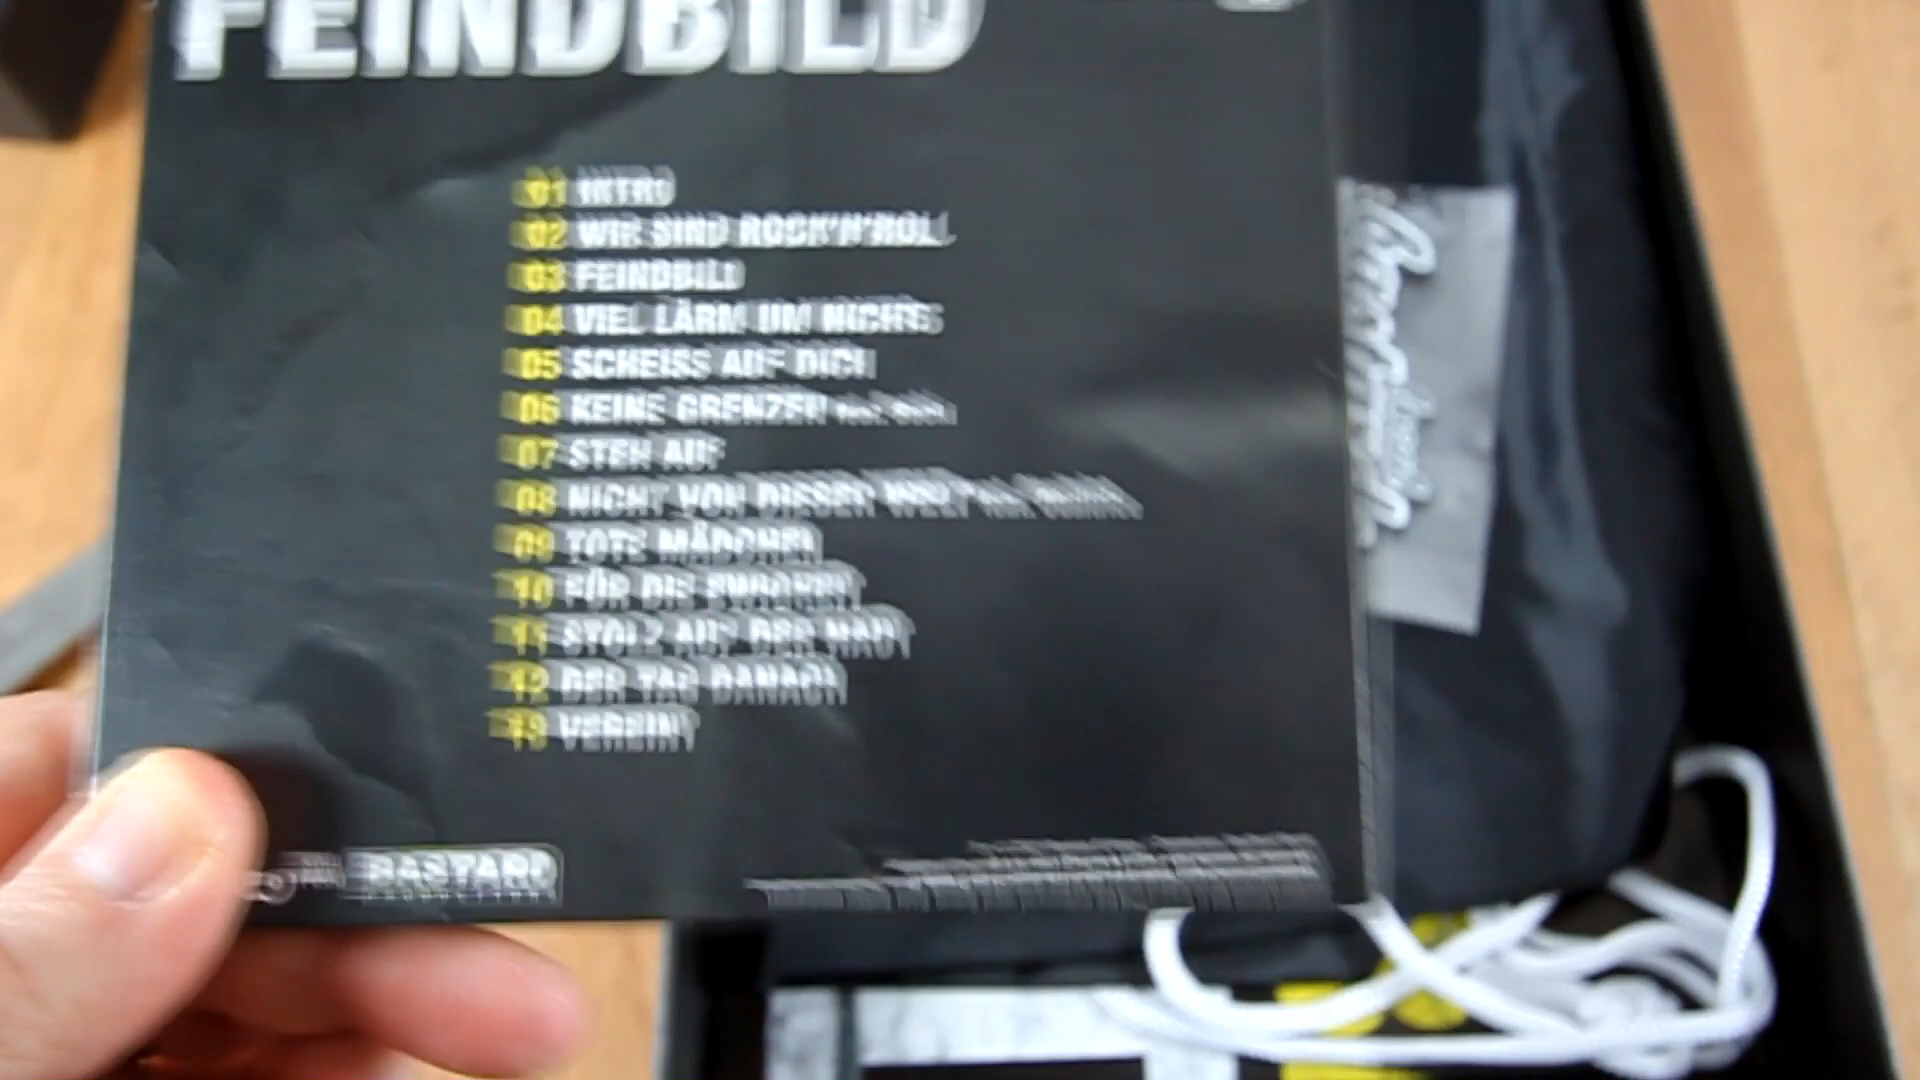 FEINDBILD
01 INTRO
02 WIR SIND ROCK'N'ROLL
03 FEINDBILD
04 VIEL LÄRM UM NICHTS
05 SCHEISS AUF DICH
06 KEINE GRENZEN
07 STEH AUF
08 NICHT VON DIESER WELT
09 TOTE MÄDCHEN
10 FÜR DIE EWIGKEIT
11 STOLZ AUF DER HAUT
12 DER TAG DANACH
13 VEREINT
BASTARD